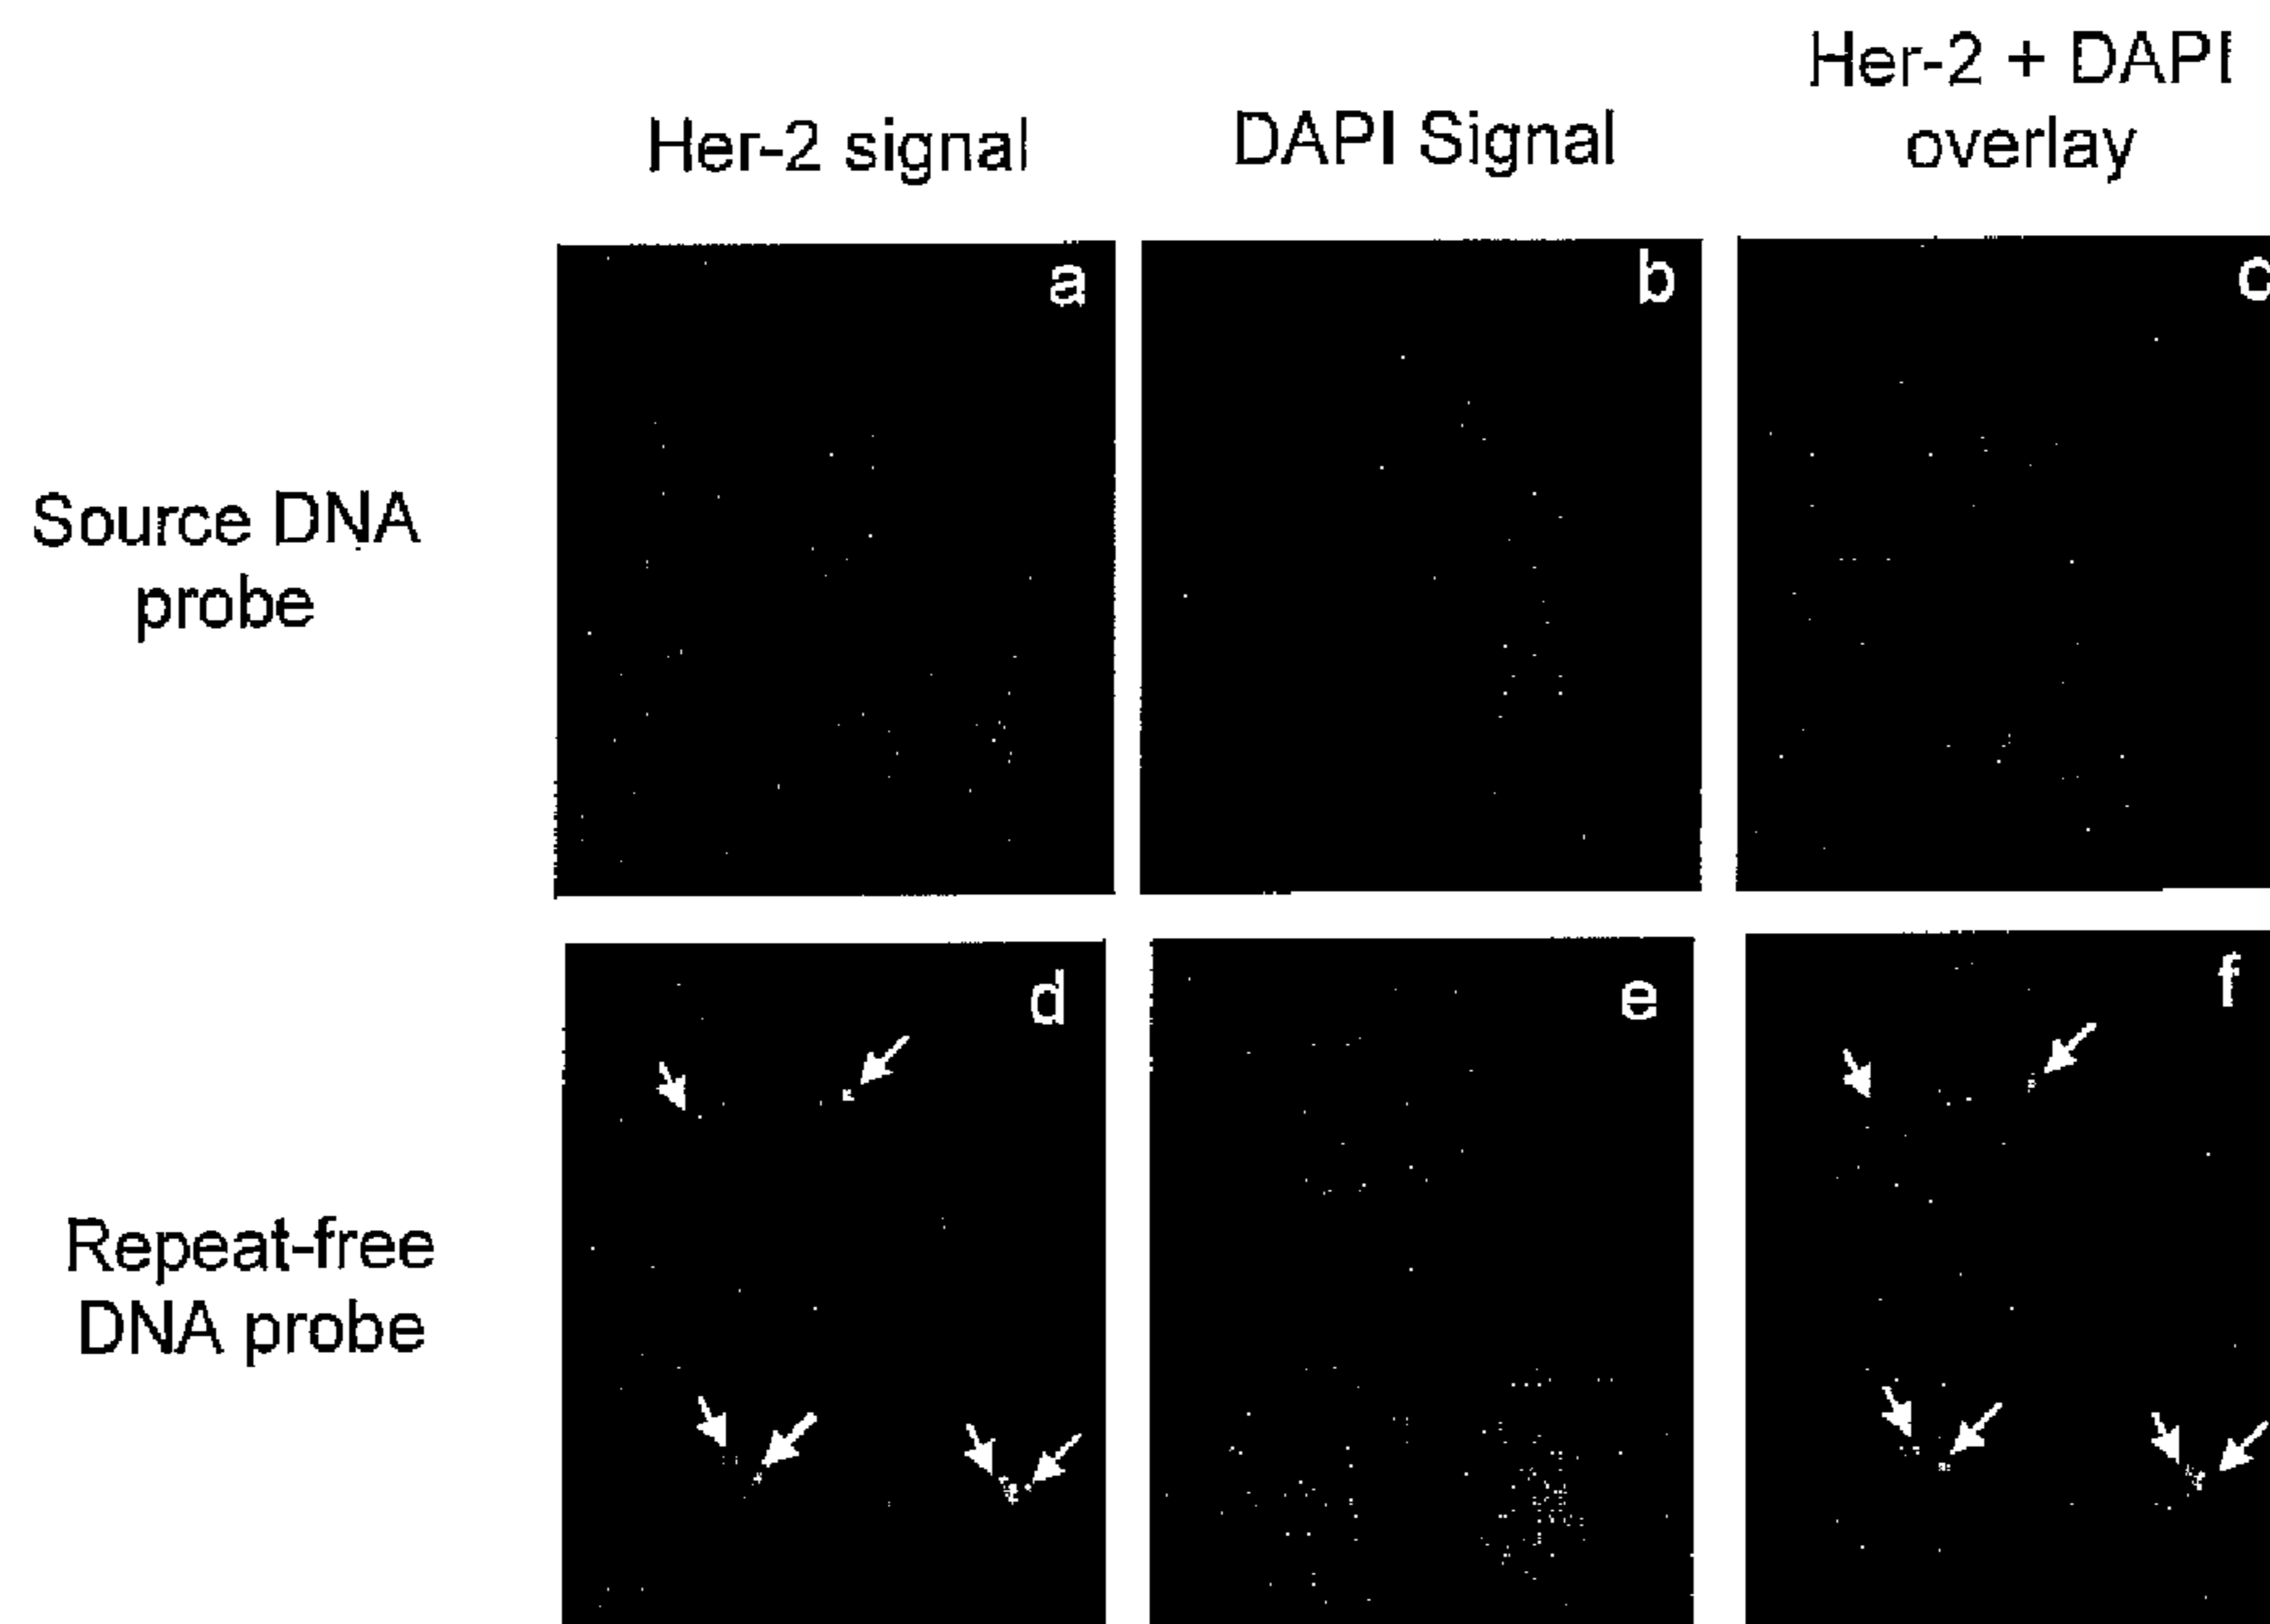 Her-2 signal
DAPI Signal
Her-2 + DAPI
overlay
a
b
c
Source DNA
probe
d
e
f
Repeat-free
DNA probe